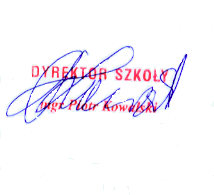 DYREKTOR SZKOŁY
mgr Piotr Kowalski